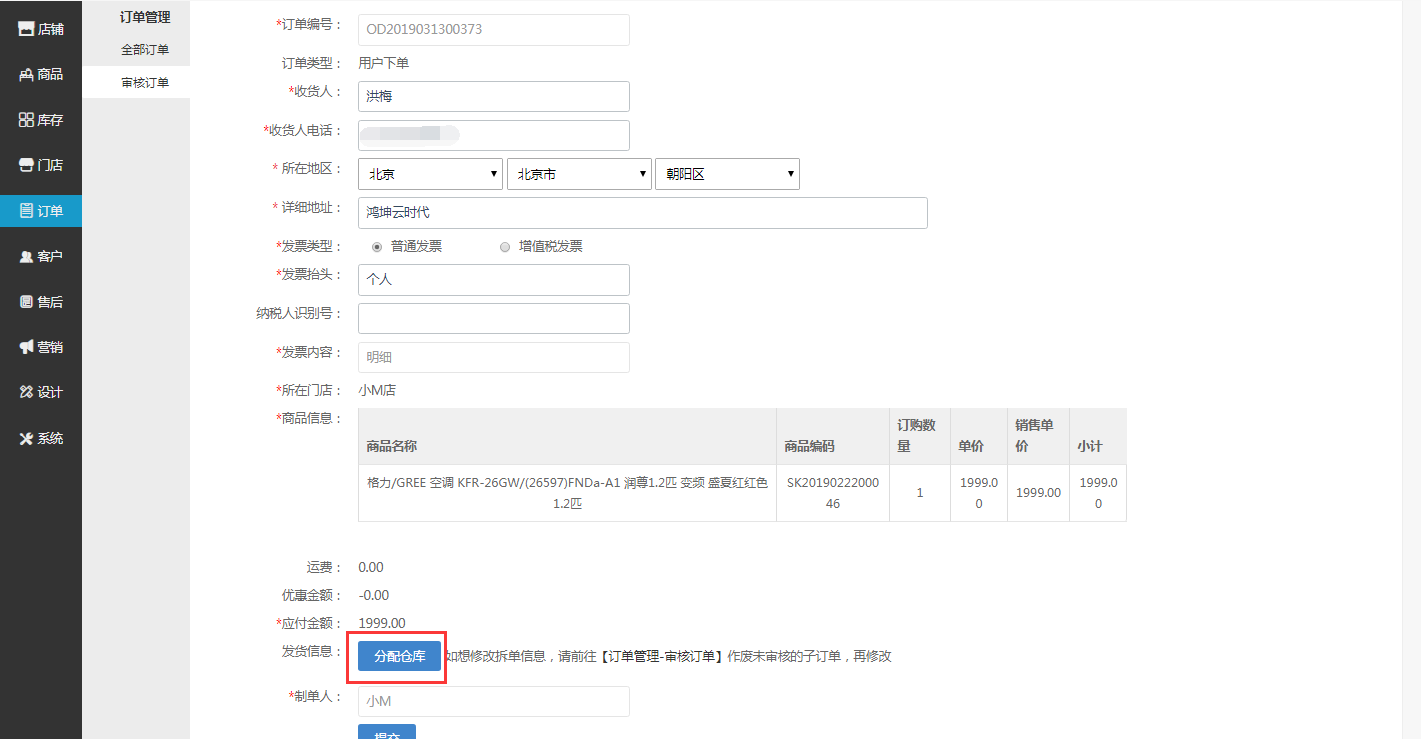 店铺
商品
库存
门店
订单
客户
售后
营销
设计
系统
订单管理
全部订单
审核订单
*订单编号： OD2019031300373
订单类型： 用户下单
*收货人： 洪梅
*收货人电话：
* 所在地区： 北京 北京市 朝阳区
* 详细地址： 鸿坤云时代
*发票类型： 普通发票 增值税发票
*发票抬头： 个人
纳税人识别号：
*发票内容： 明细
*所在门店： 小M店
*商品信息：
商品名称 商品编码 订购数量 单价 销售单价 小计
格力/GREE 空调 KFR-26GW/(26597)FNDa-A1 润尊1.2匹 变频 盛夏红红色 1.2匹 SK2019022200046 1 1999.00 1999.00 1999.00
运费： 0.00
优惠金额： -0.00
*应付金额： 1999.00
发货信息： 分配仓库 如想修改拆单信息，请前往【订单管理-审核订单】作废未审核的子订单，再修改
*制单人： 小M
提交